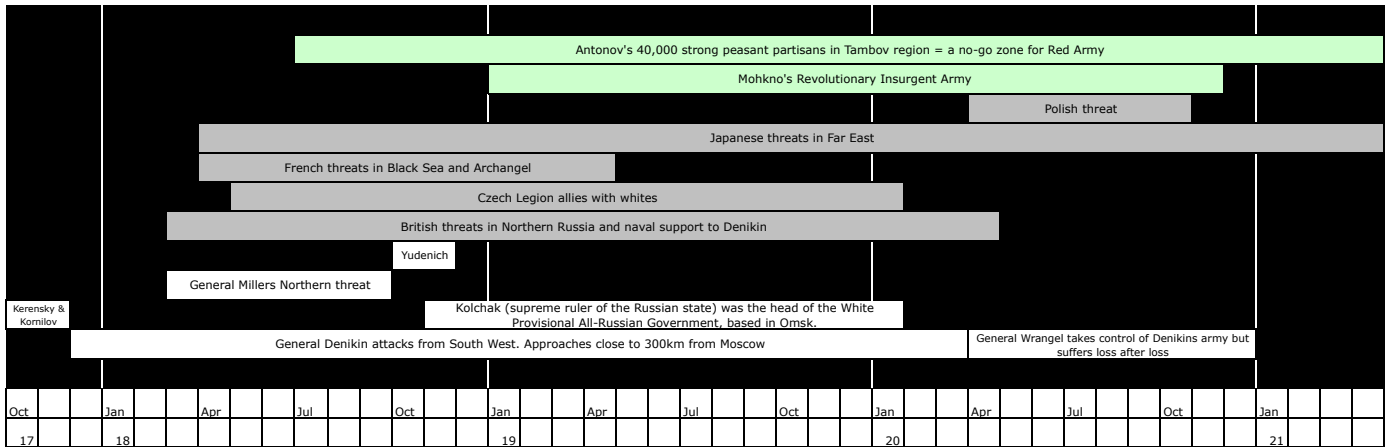 Antonov's 40,000 strong peasant partisans in Tambov region = a no-go zone for Red Army
Mohkno's Revolutionary Insurgent Army
Polish threat
Japanese threats in Far East
French threats in Black Sea and Archangel
Czech Legion allies with whites
British threats in Northern Russia and naval support to Denikin
Yudenich
General Millers Northern threat
Kerensky &
Kornilov
Kolchak (supreme ruler of the Russian state) was the head of the White
Provisional All-Russian Government, based in Omsk.
General Denikin attacks from South West. Approaches close to 300km from Moscow
General Wrangel takes control of Denikins army but
suffers loss after loss
Oct Jan Apr Jul Oct Jan Apr Jul Oct Jan Apr Jul Oct Jan
17 18 19 20 21